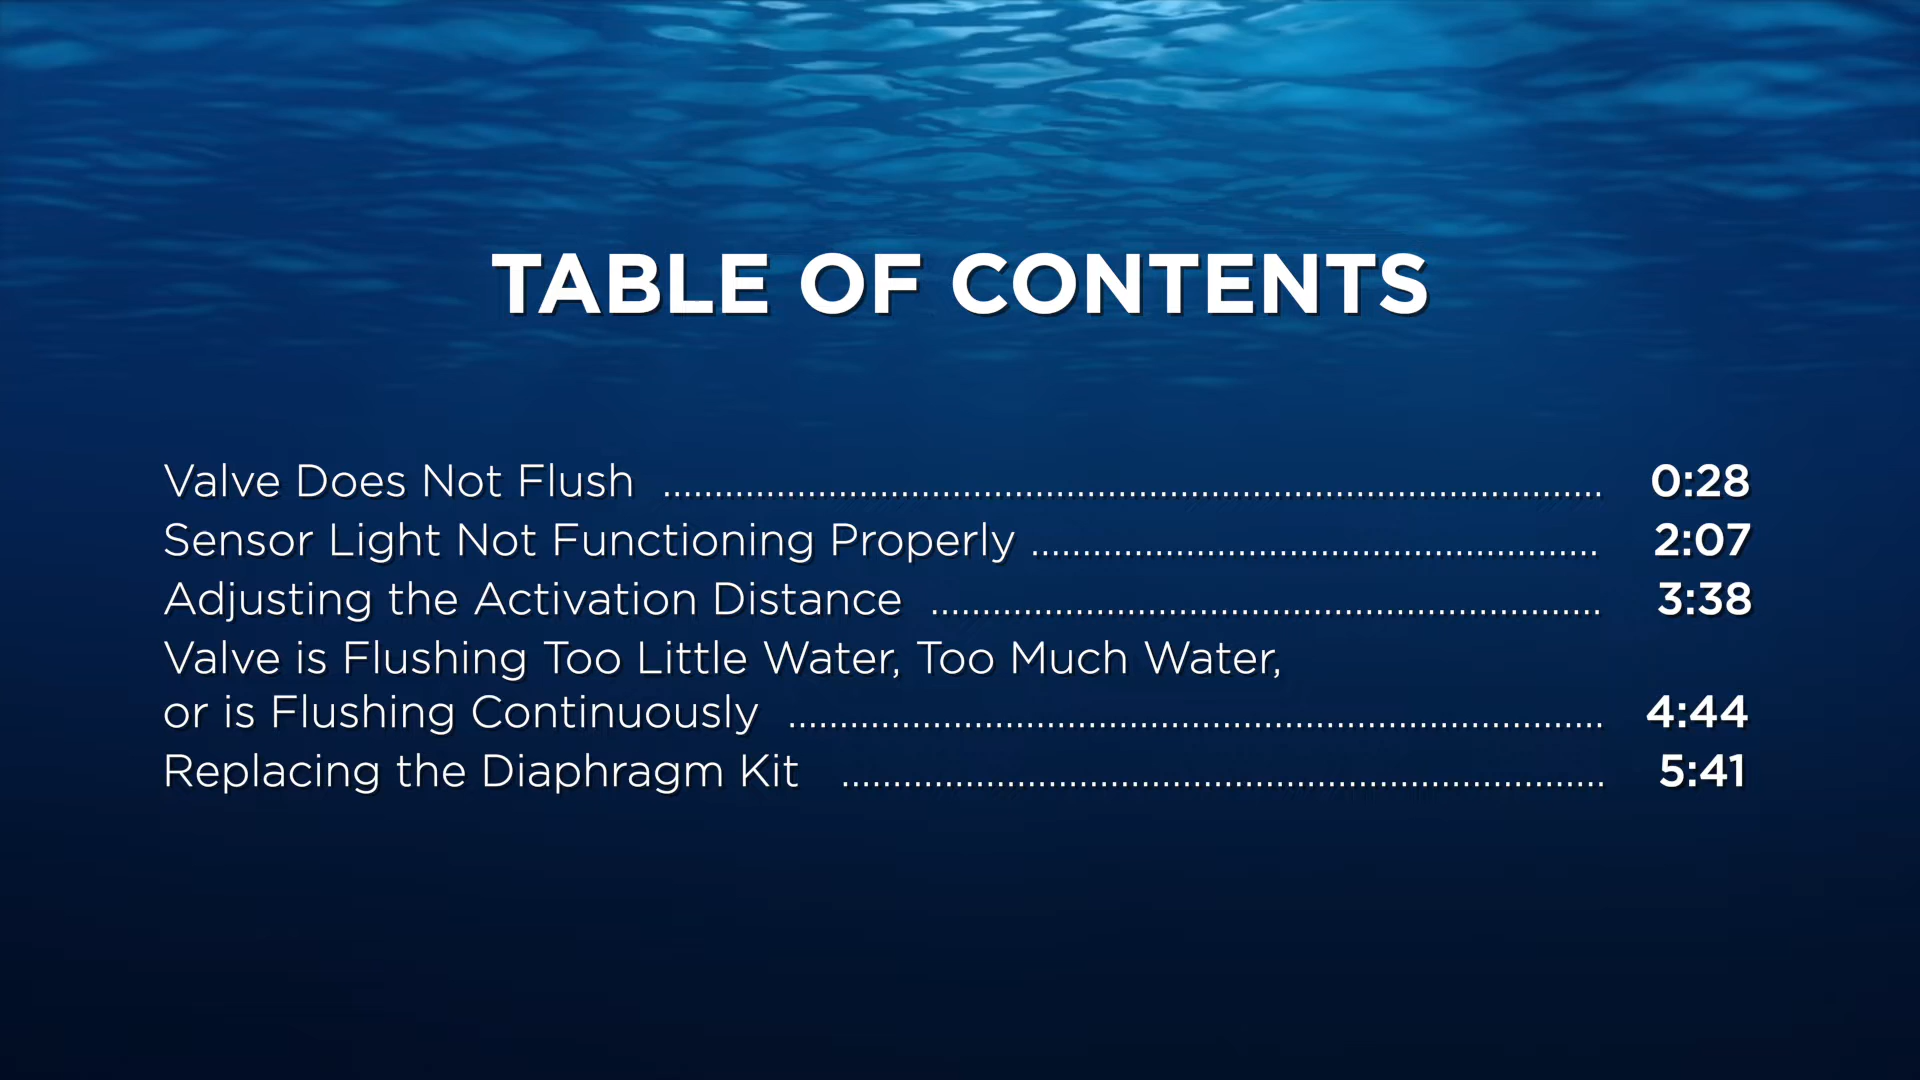 TABLE OF CONTENTS
Valve Does Not Flush ........................................................................................... 0:28
Sensor Light Not Functioning Properly ....................................................... 2:07
Adjusting the Activation Distance ................................................................. 3:38
Valve is Flushing Too Little Water, Too Much Water,
or is Flushing Continuously ............................................................................... 4:44
Replacing the Diaphragm Kit .......................................................................... 5:41